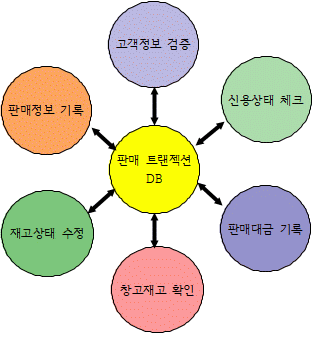 고객정보 검증
판매정보 기록
신용상태 체크
판매 트랜젝션
DB
재고상태 수정
판매대금 기록
창고재고 확인